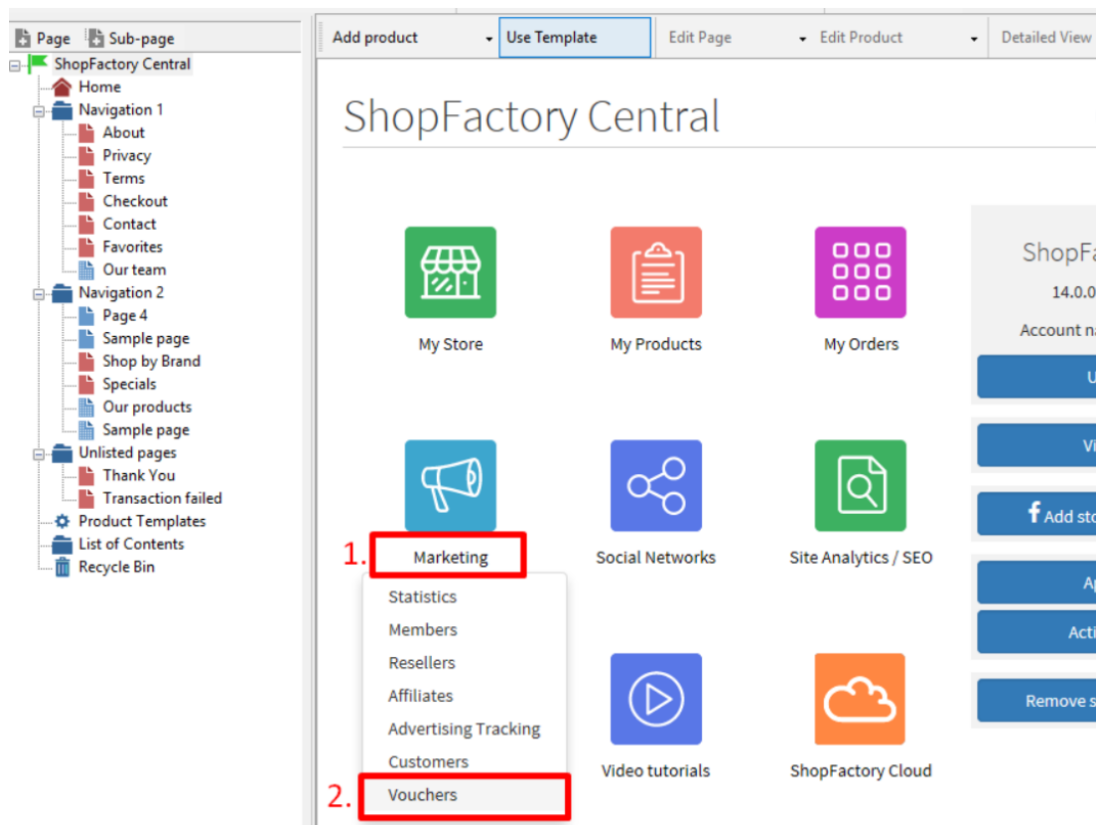 Page Sub-page
ShopFactory Central
Home
Navigation 1
About
Privacy
Terms
Checkout
Contact
Favorites
Our team
Navigation 2
Page 4
Sample page
Shop by Brand
Specials
Our products
Sample page
Unlisted pages
Thank You
Transaction failed
Product Templates
List of Contents
Recycle Bin
Add product Use Template Edit Page Edit Product Detailed View
ShopFactory Central
My Store My Products My Orders
1. Marketing Social Networks Site Analytics / SEO
Statistics
Members
Resellers
Affiliates
Advertising Tracking
Customers
2. Vouchers
Video tutorials ShopFactory Cloud
ShopFa
14.0.0
Account na
U
Vi
f Add sto
Ap
Acti
Remove s